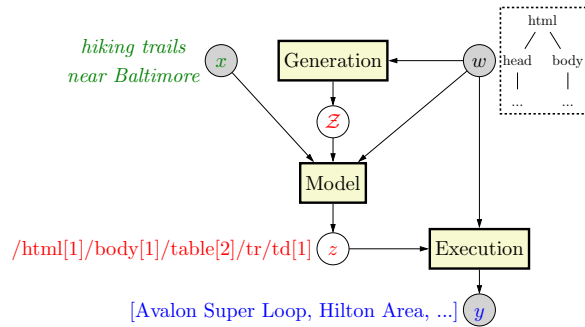 hiking trails
near Baltimore
x
Generation
w
html
head
body
...
...
Z
Model
/html[1]/body[1]/table[2]/tr/td[1]
z
Execution
[Avalon Super Loop, Hilton Area, ...]
y